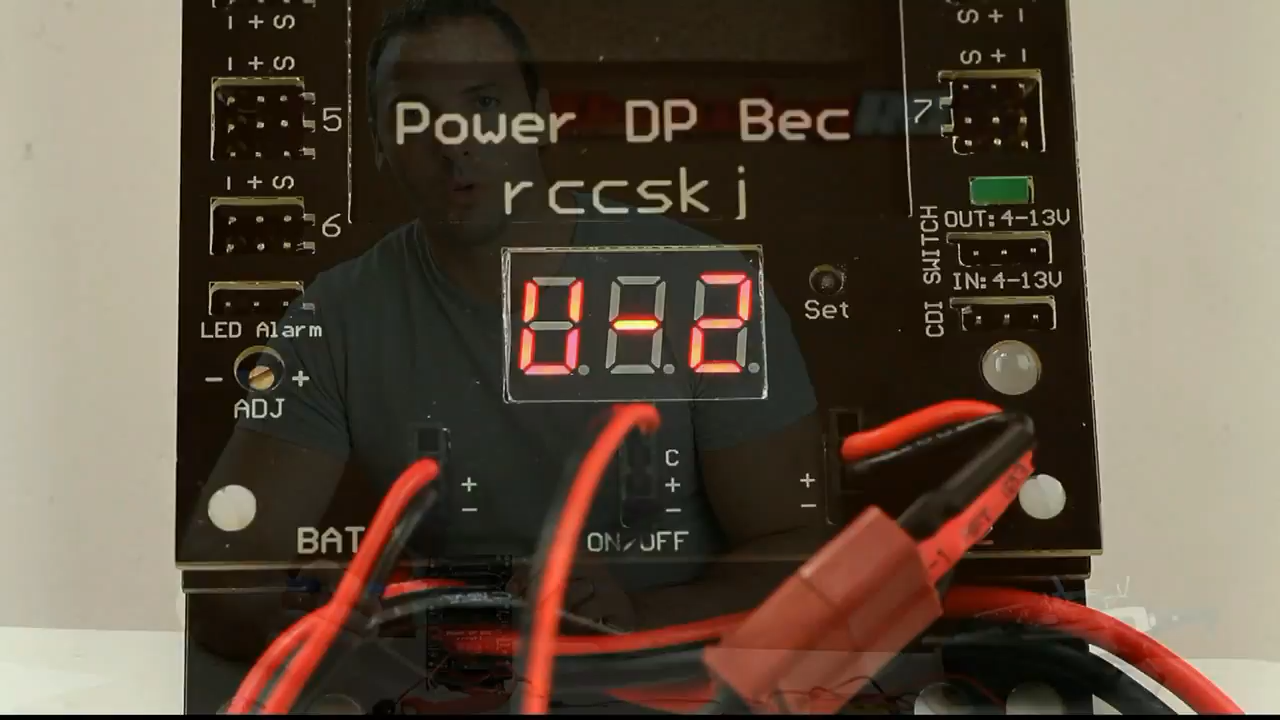 − + S
S + −
− + S
S + −
5
Power DP Bec
7
− + S
rccskj
6
OUT:4-13V
CDI SWITCH
IN:4-13V
U-2
Set
LED Alarm
− +
ADJ
C
+
+
+
−
−
−
BAT
ON/OFF